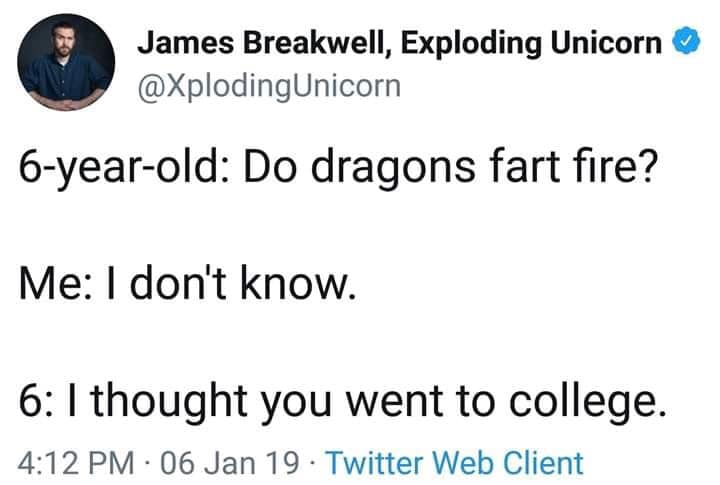 James Breakwell, Exploding Unicorn
@XplodingUnicorn
6-year-old: Do dragons fart fire?
Me: I don't know.
6: I thought you went to college.
4:12 PM · 06 Jan 19 · Twitter Web Client